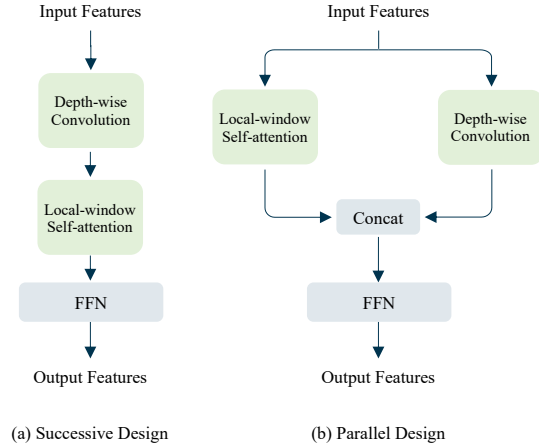 Input Features
Depth-wise
Convolution
Local-window
Self-attention
FFN
Output Features
(a) Successive Design
Input Features
Local-window
Self-attention
Depth-wise
Convolution
Concat
FFN
Output Features
(b) Parallel Design